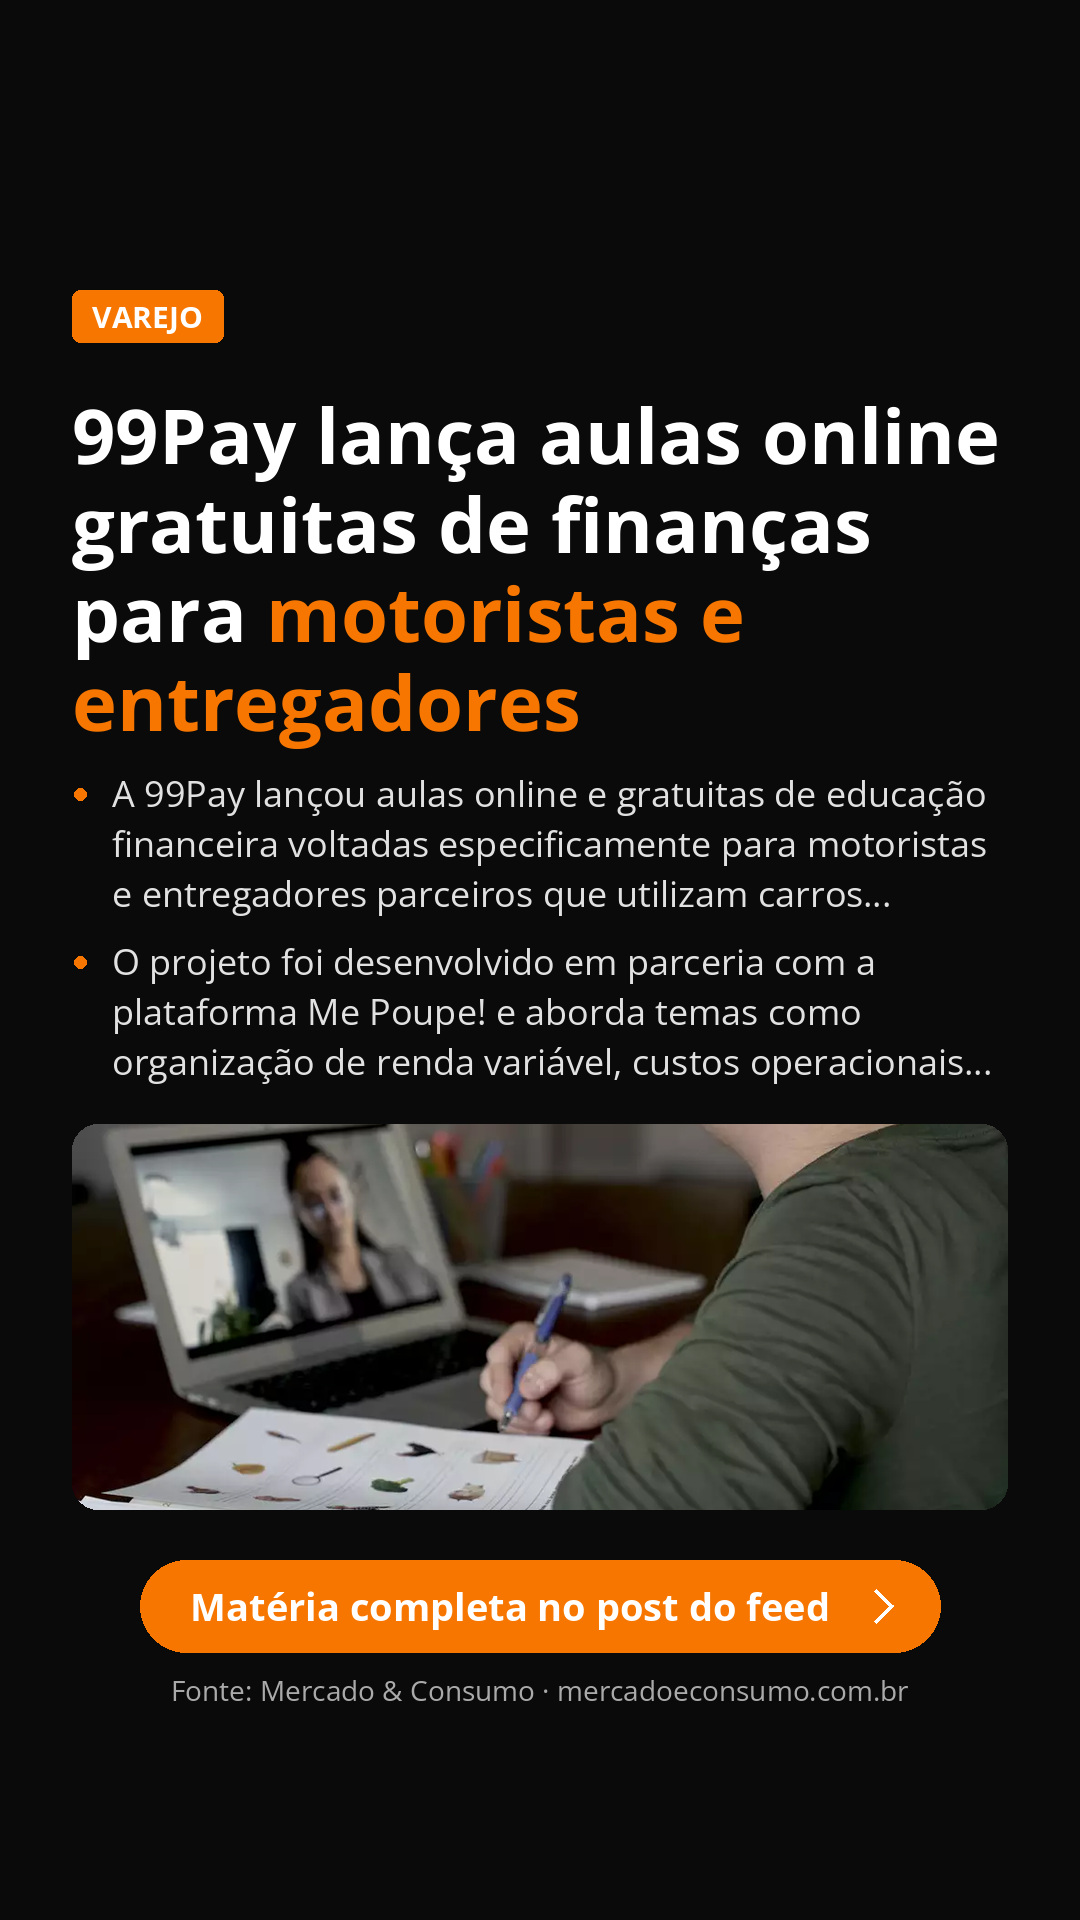 VAREJO
99Pay lança aulas online
gratuitas de finanças
para motoristas e
entregadores
A 99Pay lançou aulas online e gratuitas de educação
financeira voltadas especificamente para motoristas
e entregadores parceiros que utilizam carros...
O projeto foi desenvolvido em parceria com a
plataforma Me Poupe! e aborda temas como
organização de renda variável, custos operacionais...
Matéria completa no post do feed
Fonte: Mercado & Consumo · mercadoeconsumo.com.br